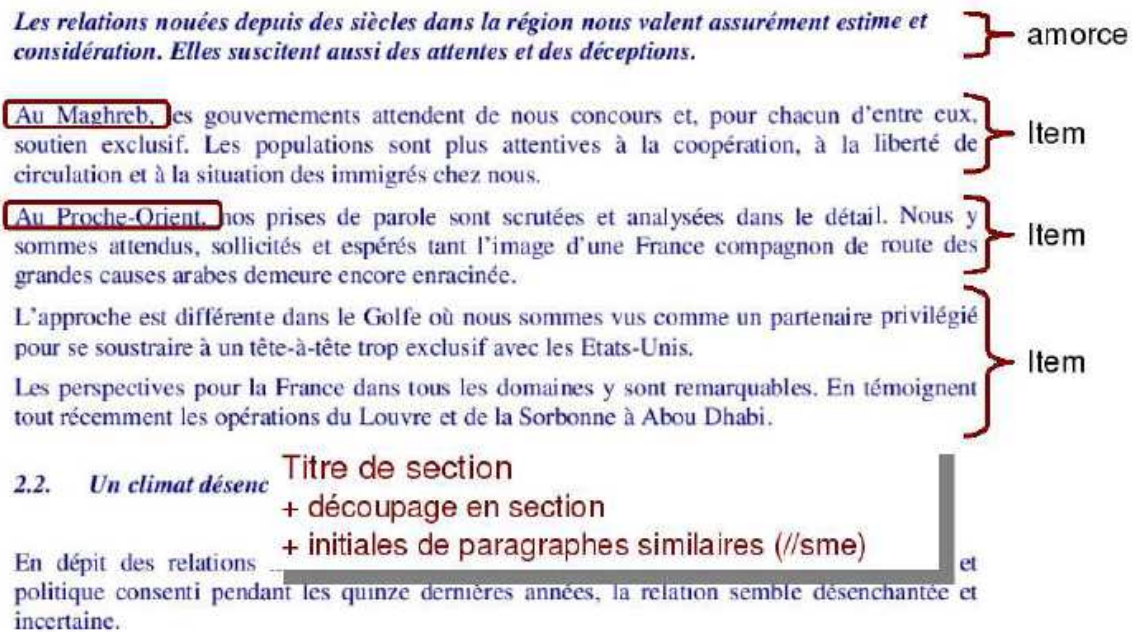 Les relations nouées depuis des siècles dans la région nous valent assurément estime et
considération. Elles suscitent aussi des attentes et des déceptions.
amorce
Au Maghreb, les gouvernements attendent de nous concours et, pour chacun d'entre eux,
soutien exclusif. Les populations sont plus attentives à la coopération, à la liberté de
circulation et à la situation des immigrés chez nous.
Item
Au Proche-Orient, nos prises de parole sont scrutées et analysées dans le détail. Nous y
sommes attendus, sollicités et espérés tant l'image d'une France compagnon de route des
grandes causes arabes demeure encore enracinée.
Item
L'approche est différente dans le Golfe où nous sommes vus comme un partenaire privilégié
pour se soustraire à un tête-à-tête trop exclusif avec les Etats-Unis.
Les perspectives pour la France dans tous les domaines y sont remarquables. En témoignent
tout récemment les opérations du Louvre et de la Sorbonne à Abou Dhabi.
Item
2.2. Un climat désenc
Titre de section
+ découpage en section
+ initiales de paragraphes similaires (//sme)
En dépit des relations et
politique consenti pendant les quinze dernières années, la relation semble désenchantée et
incertaine.